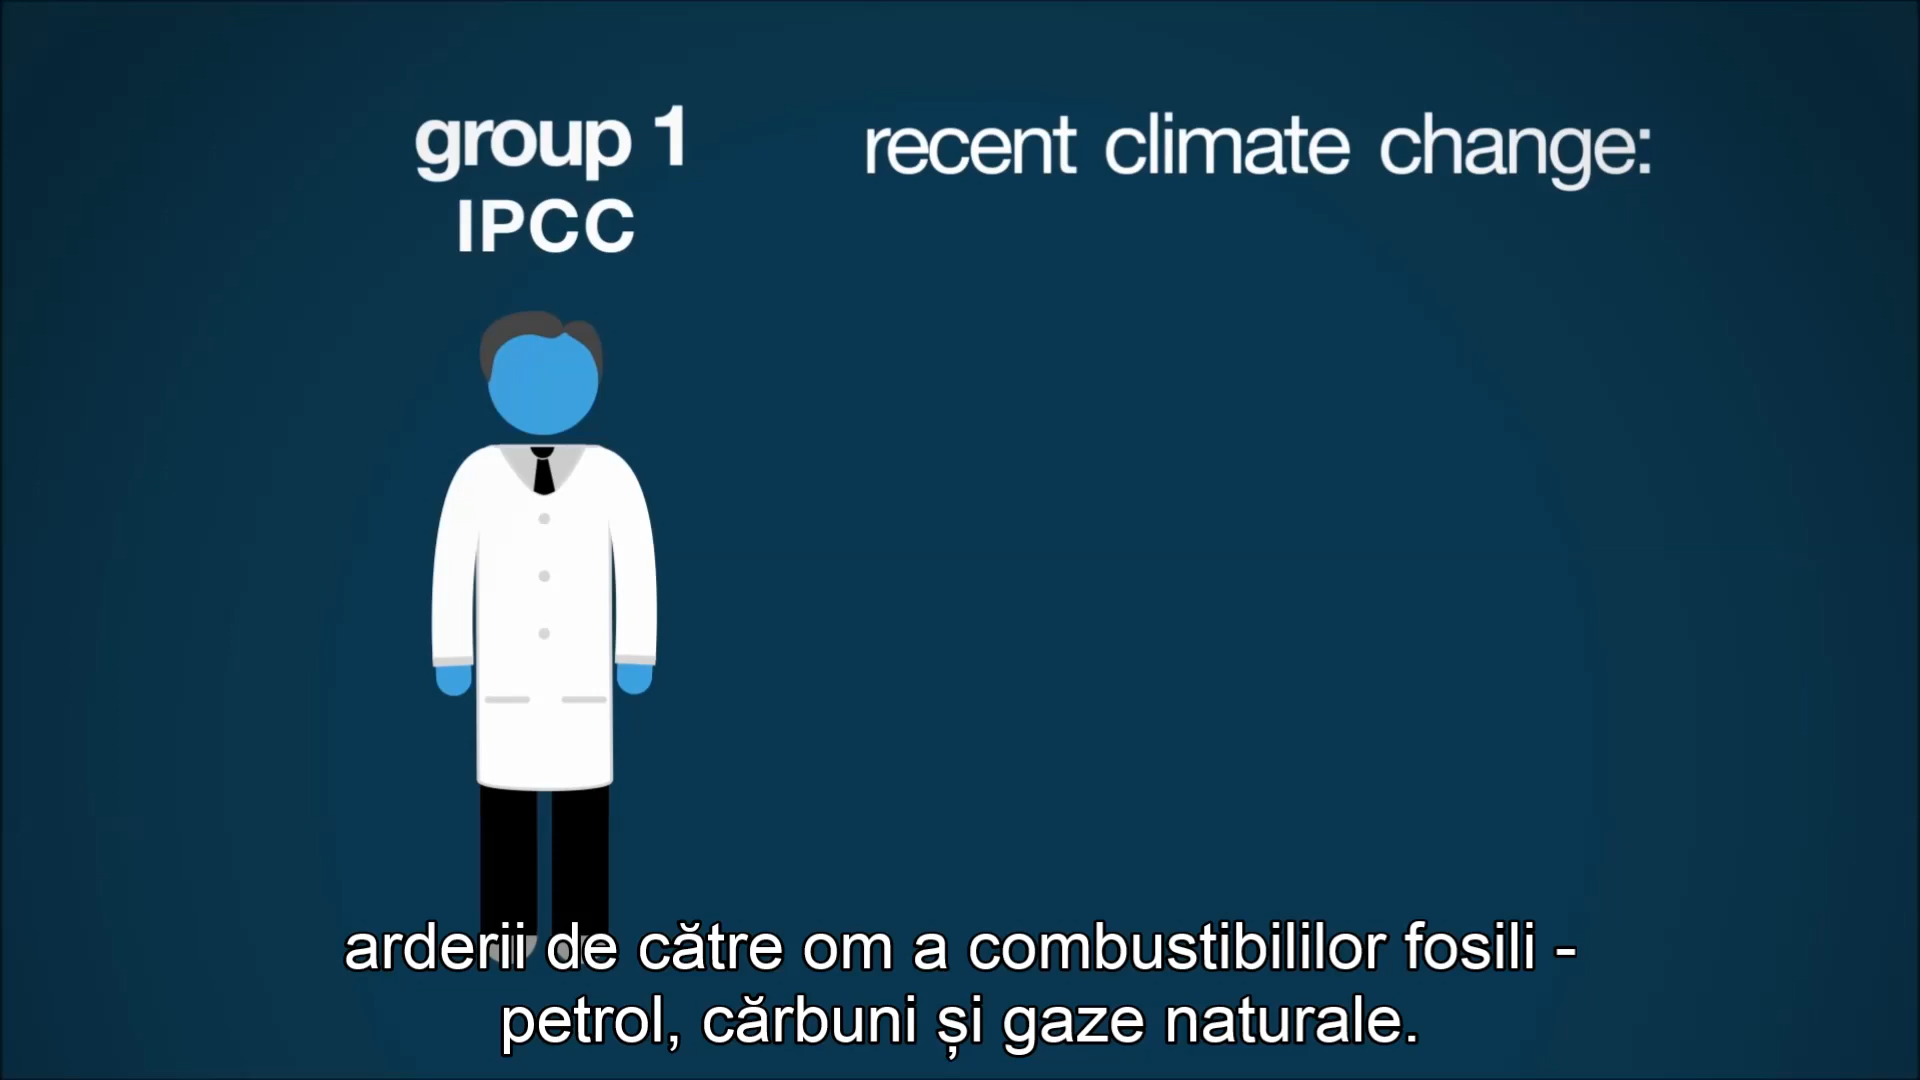 group 1
IPCC
recent climate change:
arderii de către om a combustibililor fosili -
petrol, cărbuni și gaze naturale.